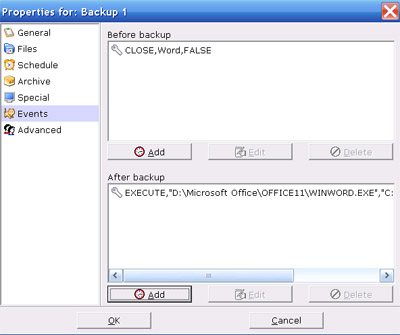 Properties for: Backup 1
General
Files
Schedule
Archive
Special
Events
Advanced
Before backup
CLOSE,Word,FALSE
Add
Edit
Delete
After backup
EXECUTE,"D:\Microsoft Office\OFFICE11\WINWORD.EXE","C:
Add
Edit
Delete
OK
Cancel